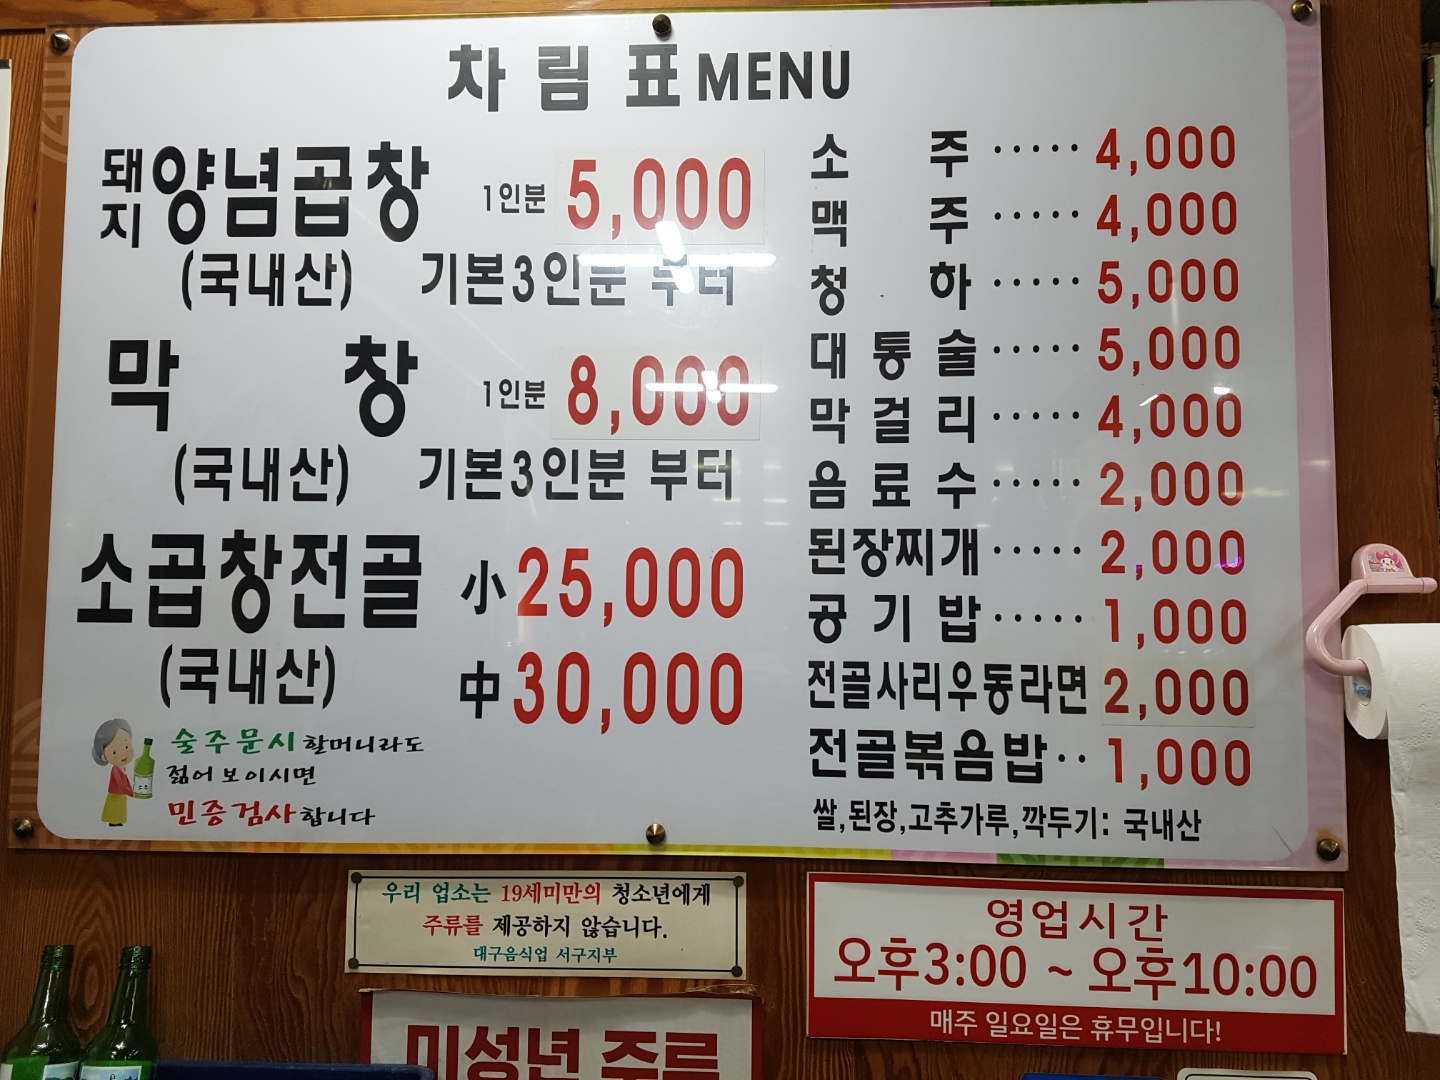 차림표 MENU
돼지 양념곱창 1인분 5,000
(국내산) 기본3인분 부터
막창 1인분 8,000
(국내산) 기본3인분 부터
소곱창전골 小 25,000
(국내산) 中 30,000
술주문시 할머니라도
젊어 보이시면
민증검사합니다
소주 ····· 4,000
맥주 ····· 4,000
청하 ····· 5,000
대통술 ····· 5,000
막걸리 ····· 4,000
음료수 ····· 2,000
된장찌개 ····· 2,000
공기밥 ····· 1,000
전골사리우동라면 2,000
전골볶음밥 ·· 1,000
쌀,된장,고추가루,깍두기: 국내산
우리 업소는 19세미만의 청소년에게
주류를 제공하지 않습니다.
대구음식업 서구지부
영업시간
오후3:00 ~ 오후10:00
매주 일요일은 휴무입니다!
미성년 주류